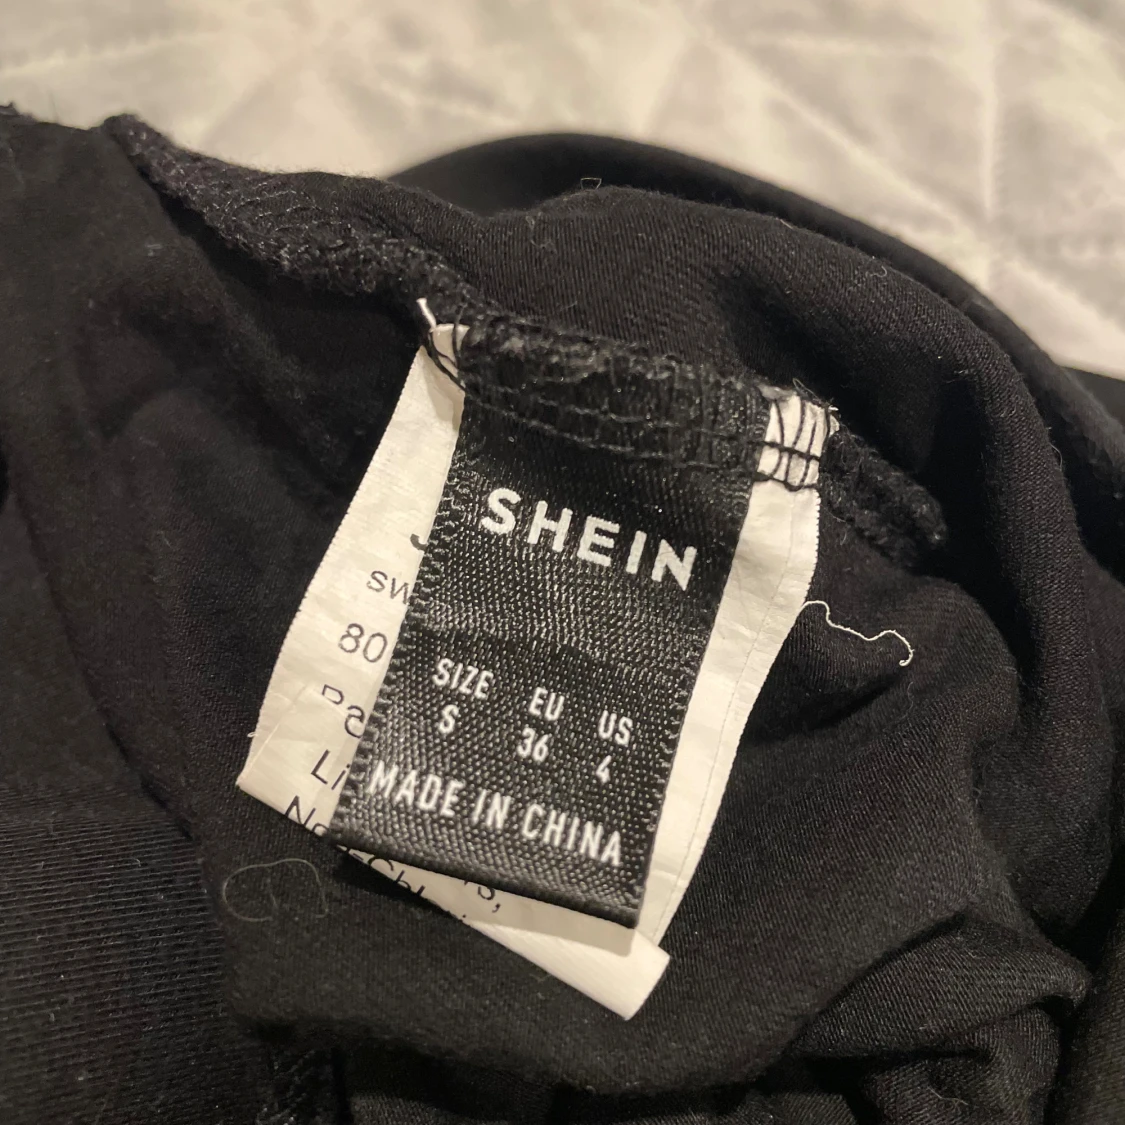 SHEIN
SIZE EU US
S 36 4
MADE IN CHINA
80